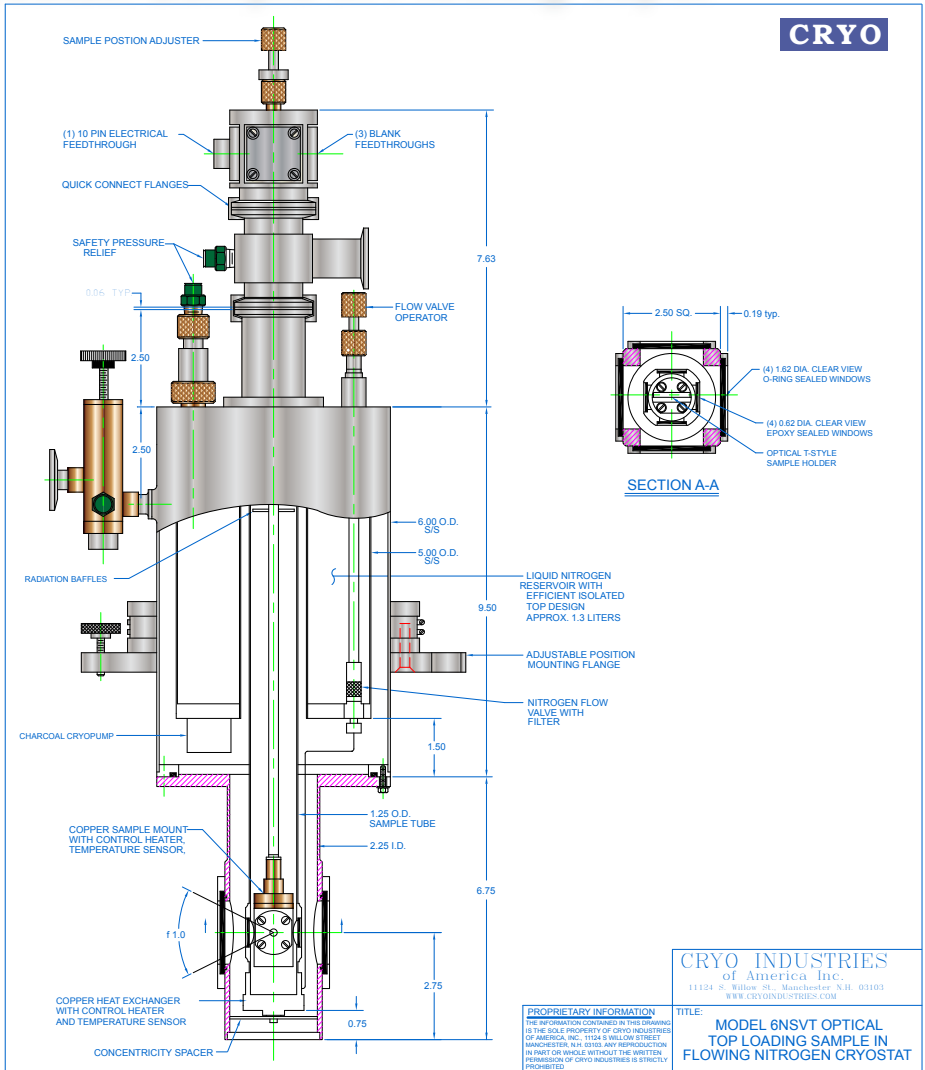 CRYO
SAMPLE POSTION ADJUSTER
(1) 10 PIN ELECTRICAL
FEEDTHROUGH
(3) BLANK
FEEDTHROUGHS
QUICK CONNECT FLANGES
SAFETY PRESSURE
RELIEF
7.63
0.06 TYP
FLOW VALVE
OPERATOR
2.50
2.50
2.50 SQ.
0.19 typ.
(4) 1.62 DIA. CLEAR VIEW
O-RING SEALED WINDOWS
(4) 0.62 DIA. CLEAR VIEW
EPOXY SEALED WINDOWS
OPTICAL T-STYLE
SAMPLE HOLDER
SECTION A-A
6.00 O.D.
S/S
5.00 O.D.
S/S
RADIATION BAFFLES
LIQUID NITROGEN
RESERVOIR WITH
EFFICIENT ISOLATED
TOP DESIGN
APPROX. 1.3 LITERS
9.50
ADJUSTABLE POSITION
MOUNTING FLANGE
NITROGEN FLOW
VALVE WITH
FILTER
CHARCOAL CRYOPUMP
1.50
1.25 O.D.
SAMPLE TUBE
COPPER SAMPLE MOUNT
WITH CONTROL HEATER,
TEMPERATURE SENSOR,
2.25 I.D.
6.75
f 1.0
2.75
COPPER HEAT EXCHANGER
WITH CONTROL HEATER
AND TEMPERATURE SENSOR
0.75
CONCENTRICITY SPACER
CRYO INDUSTRIES
of America Inc.
11124 S. Willow St., Manchester N.H. 03103
WWW.CRYOINDUSTRIES.COM
PROPRIETARY INFORMATION
THE INFORMATION CONTAINED IN THIS DRAWING
IS THE SOLE PROPERTY OF CRYO INDUSTRIES
OF AMERICA, INC., 11124 S WILLOW STREET
MANCHESTER, N.H. 03103. ANY REPRODUCTION
IN PART OR WHOLE WITHOUT THE WRITTEN
PERMISSION OF CRYO INDUSTRIES IS STRICTLY
PROHIBITED
TITLE:
MODEL 6NSVT OPTICAL
TOP LOADING SAMPLE IN
FLOWING NITROGEN CRYOSTAT